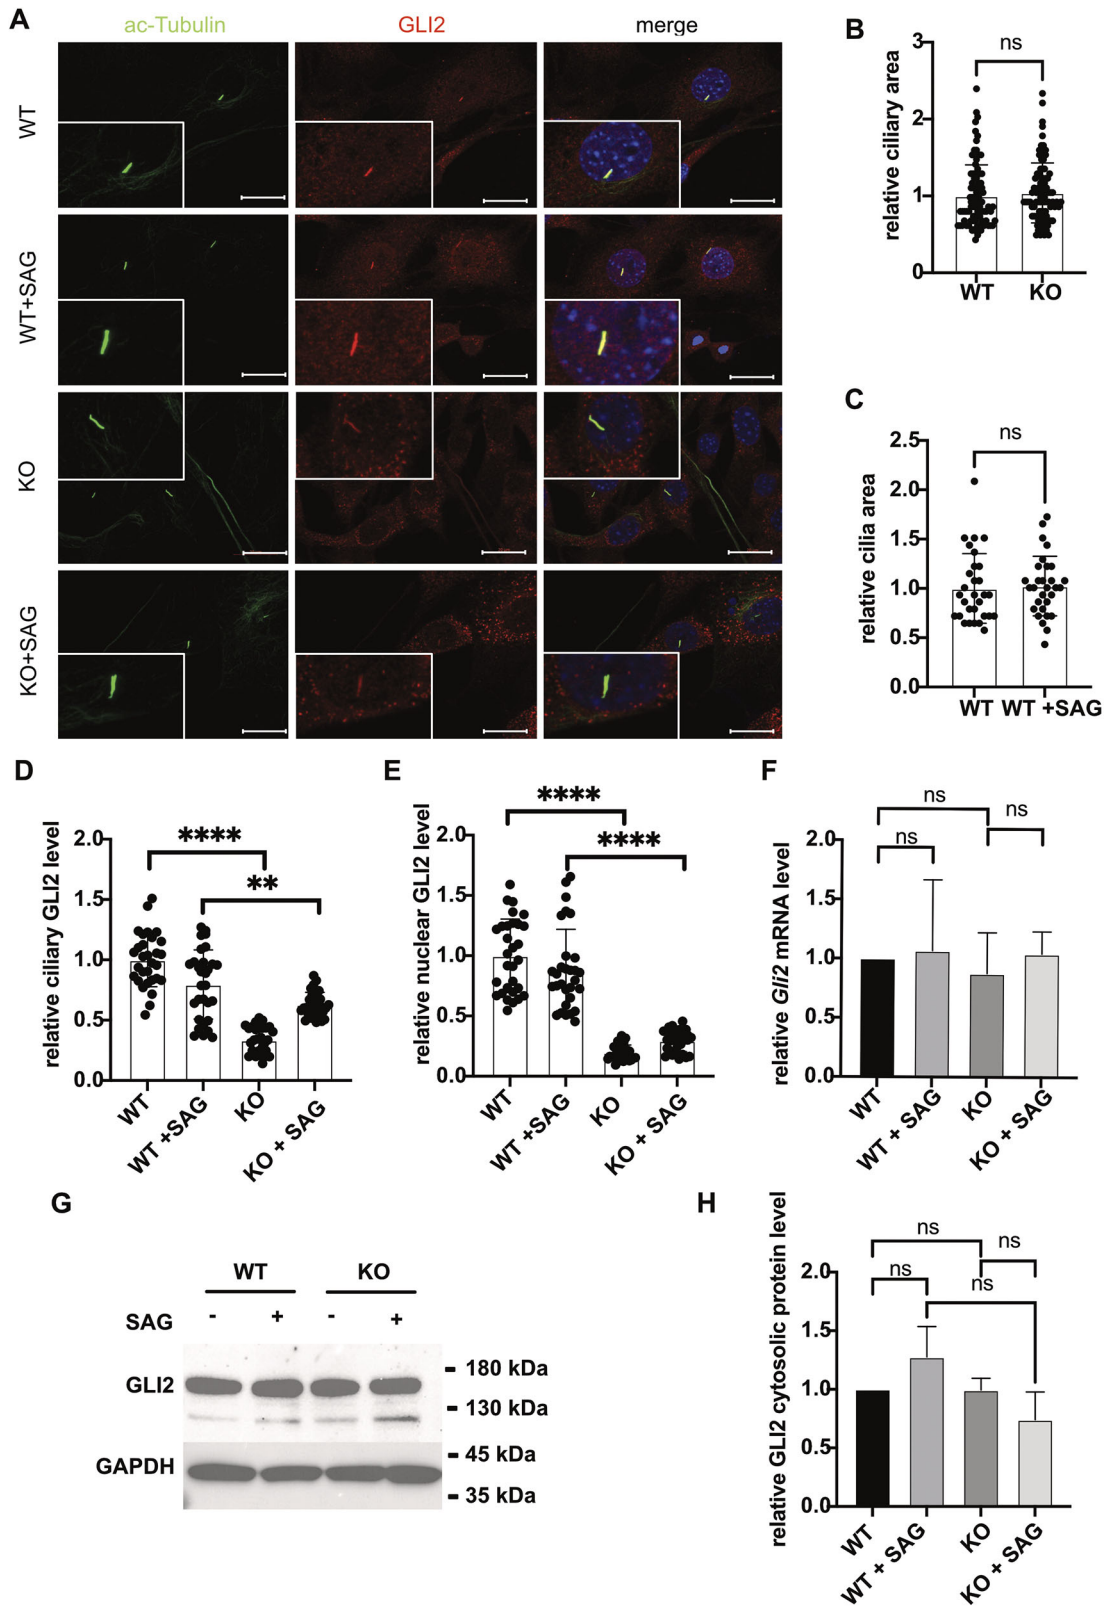 A
ac-Tubulin
GLI2
merge
WT
WT+SAG
KO
KO+SAG
B
relative ciliary area
3
2
1
0
ns
WT
KO
C
relative cilia area
2.5
2.0
1.5
1.0
0.5
0.0
ns
WT
WT +SAG
D
relative ciliary GLI2 level
2.0
1.5
1.0
0.5
0.0
****
**
WT
WT +SAG
KO
KO + SAG
E
relative nuclear GLI2 level
2.0
1.5
1.0
0.5
0.0
****
****
WT
WT +SAG
KO
KO + SAG
F
relative Gli2 mRNA level
2.0
1.5
1.0
0.5
0.0
ns
ns
ns
WT
WT + SAG
KO
KO + SAG
G
WT
KO
SAG
-
+
-
+
GLI2
GAPDH
- 180 kDa
- 130 kDa
- 45 kDa
- 35 kDa
H
relative GLI2 cytosolic protein level
2.0
1.5
1.0
0.5
0.0
ns
ns
ns
ns
WT
WT + SAG
KO
KO + SAG